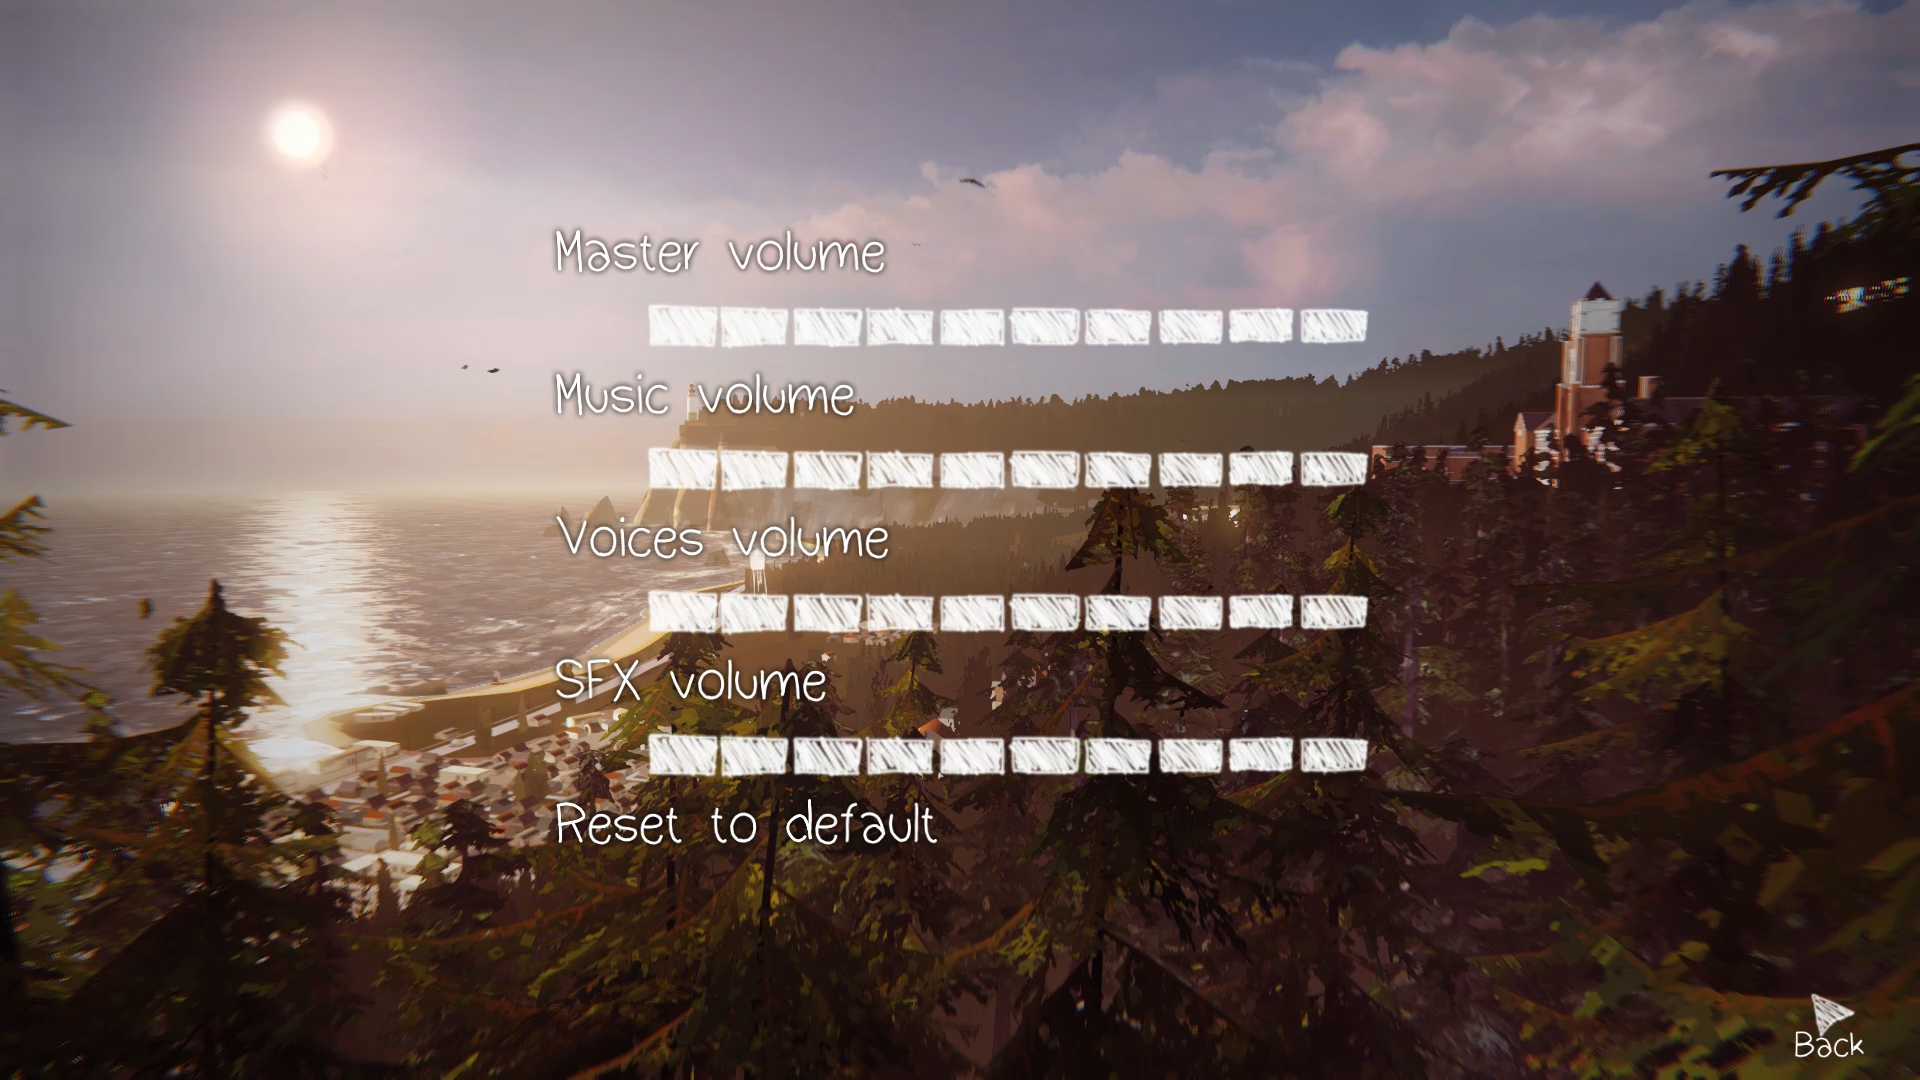 Master volume
Music volume
Voices volume
SFX volume
Reset to default
Back